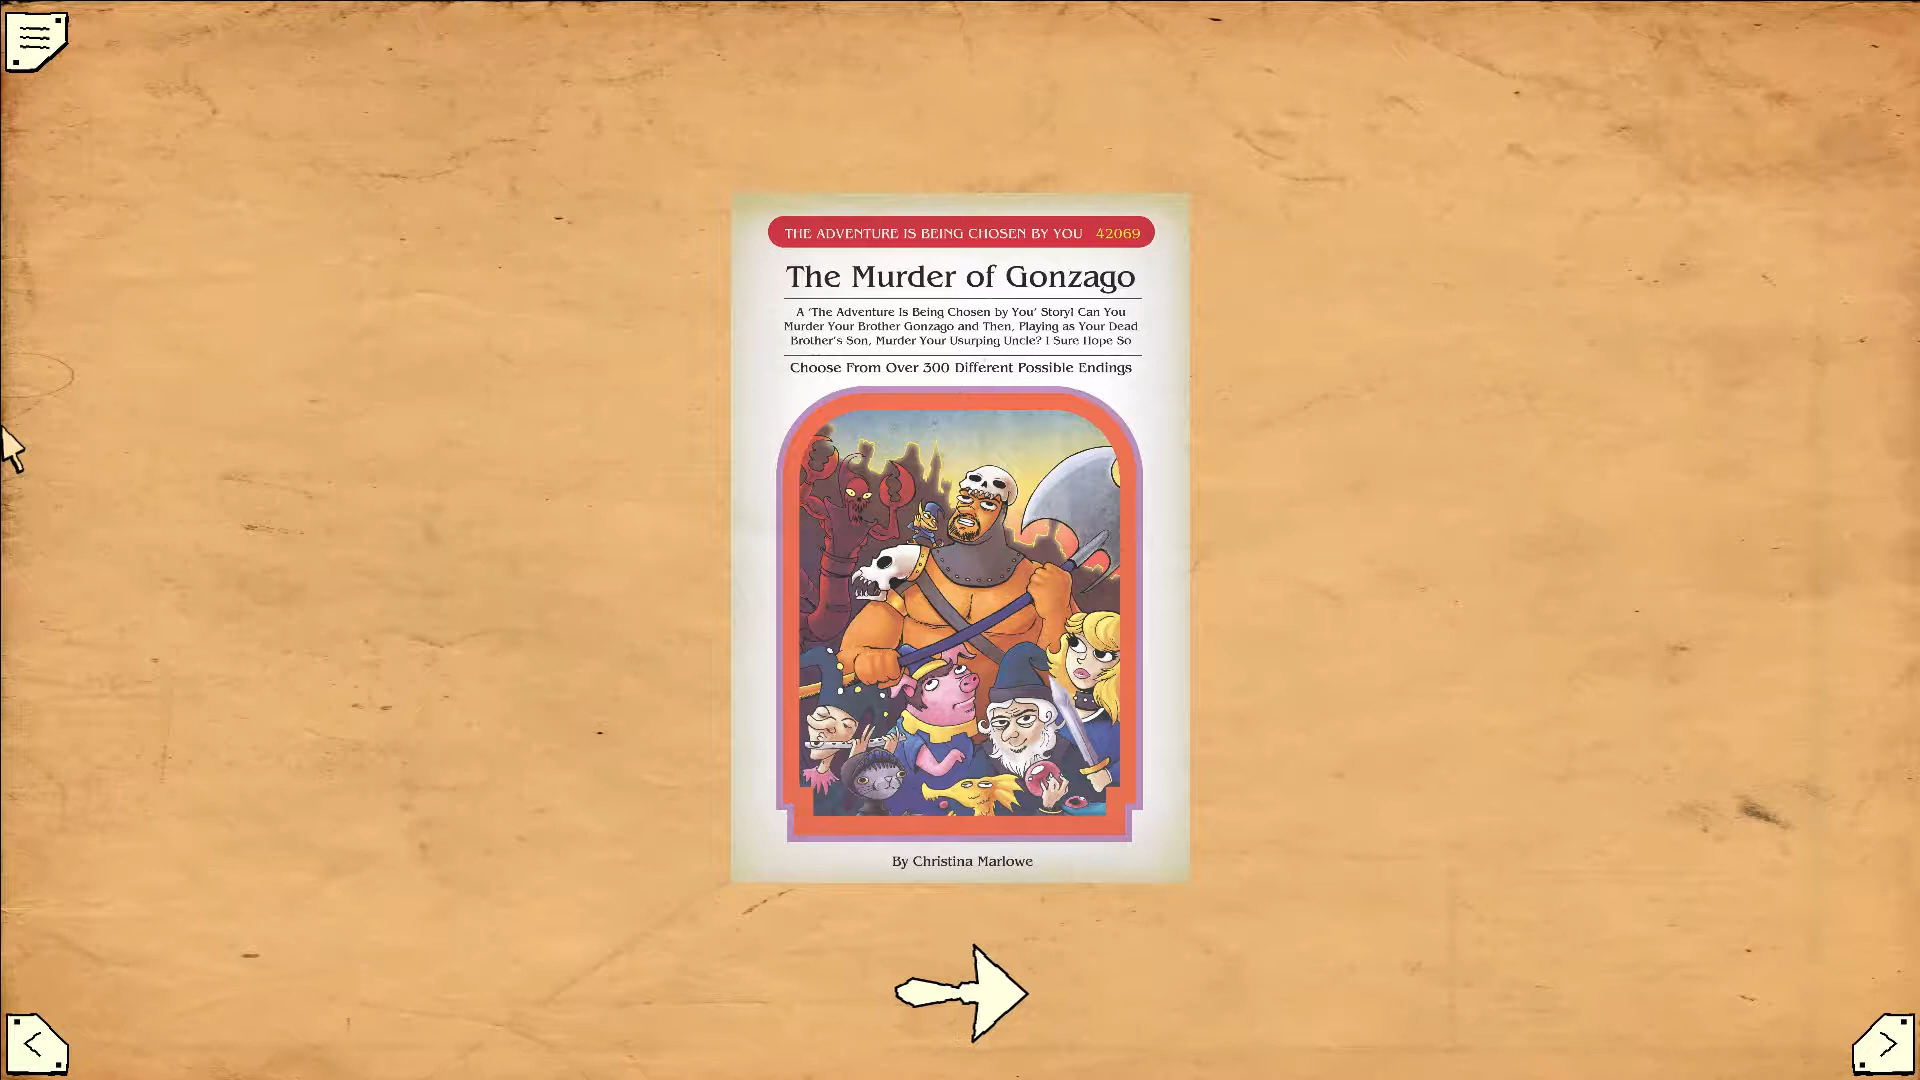 THE ADVENTURE IS BEING CHOSEN BY YOU 42069
The Murder of Gonzago
A 'The Adventure Is Being Chosen by You' Story! Can You
Murder Your Brother Gonzago and Then, Playing as Your Dead
Brother's Son, Murder Your Usurping Uncle? I Sure Hope So
Choose From Over 300 Different Possible Endings
By Christina Marlowe